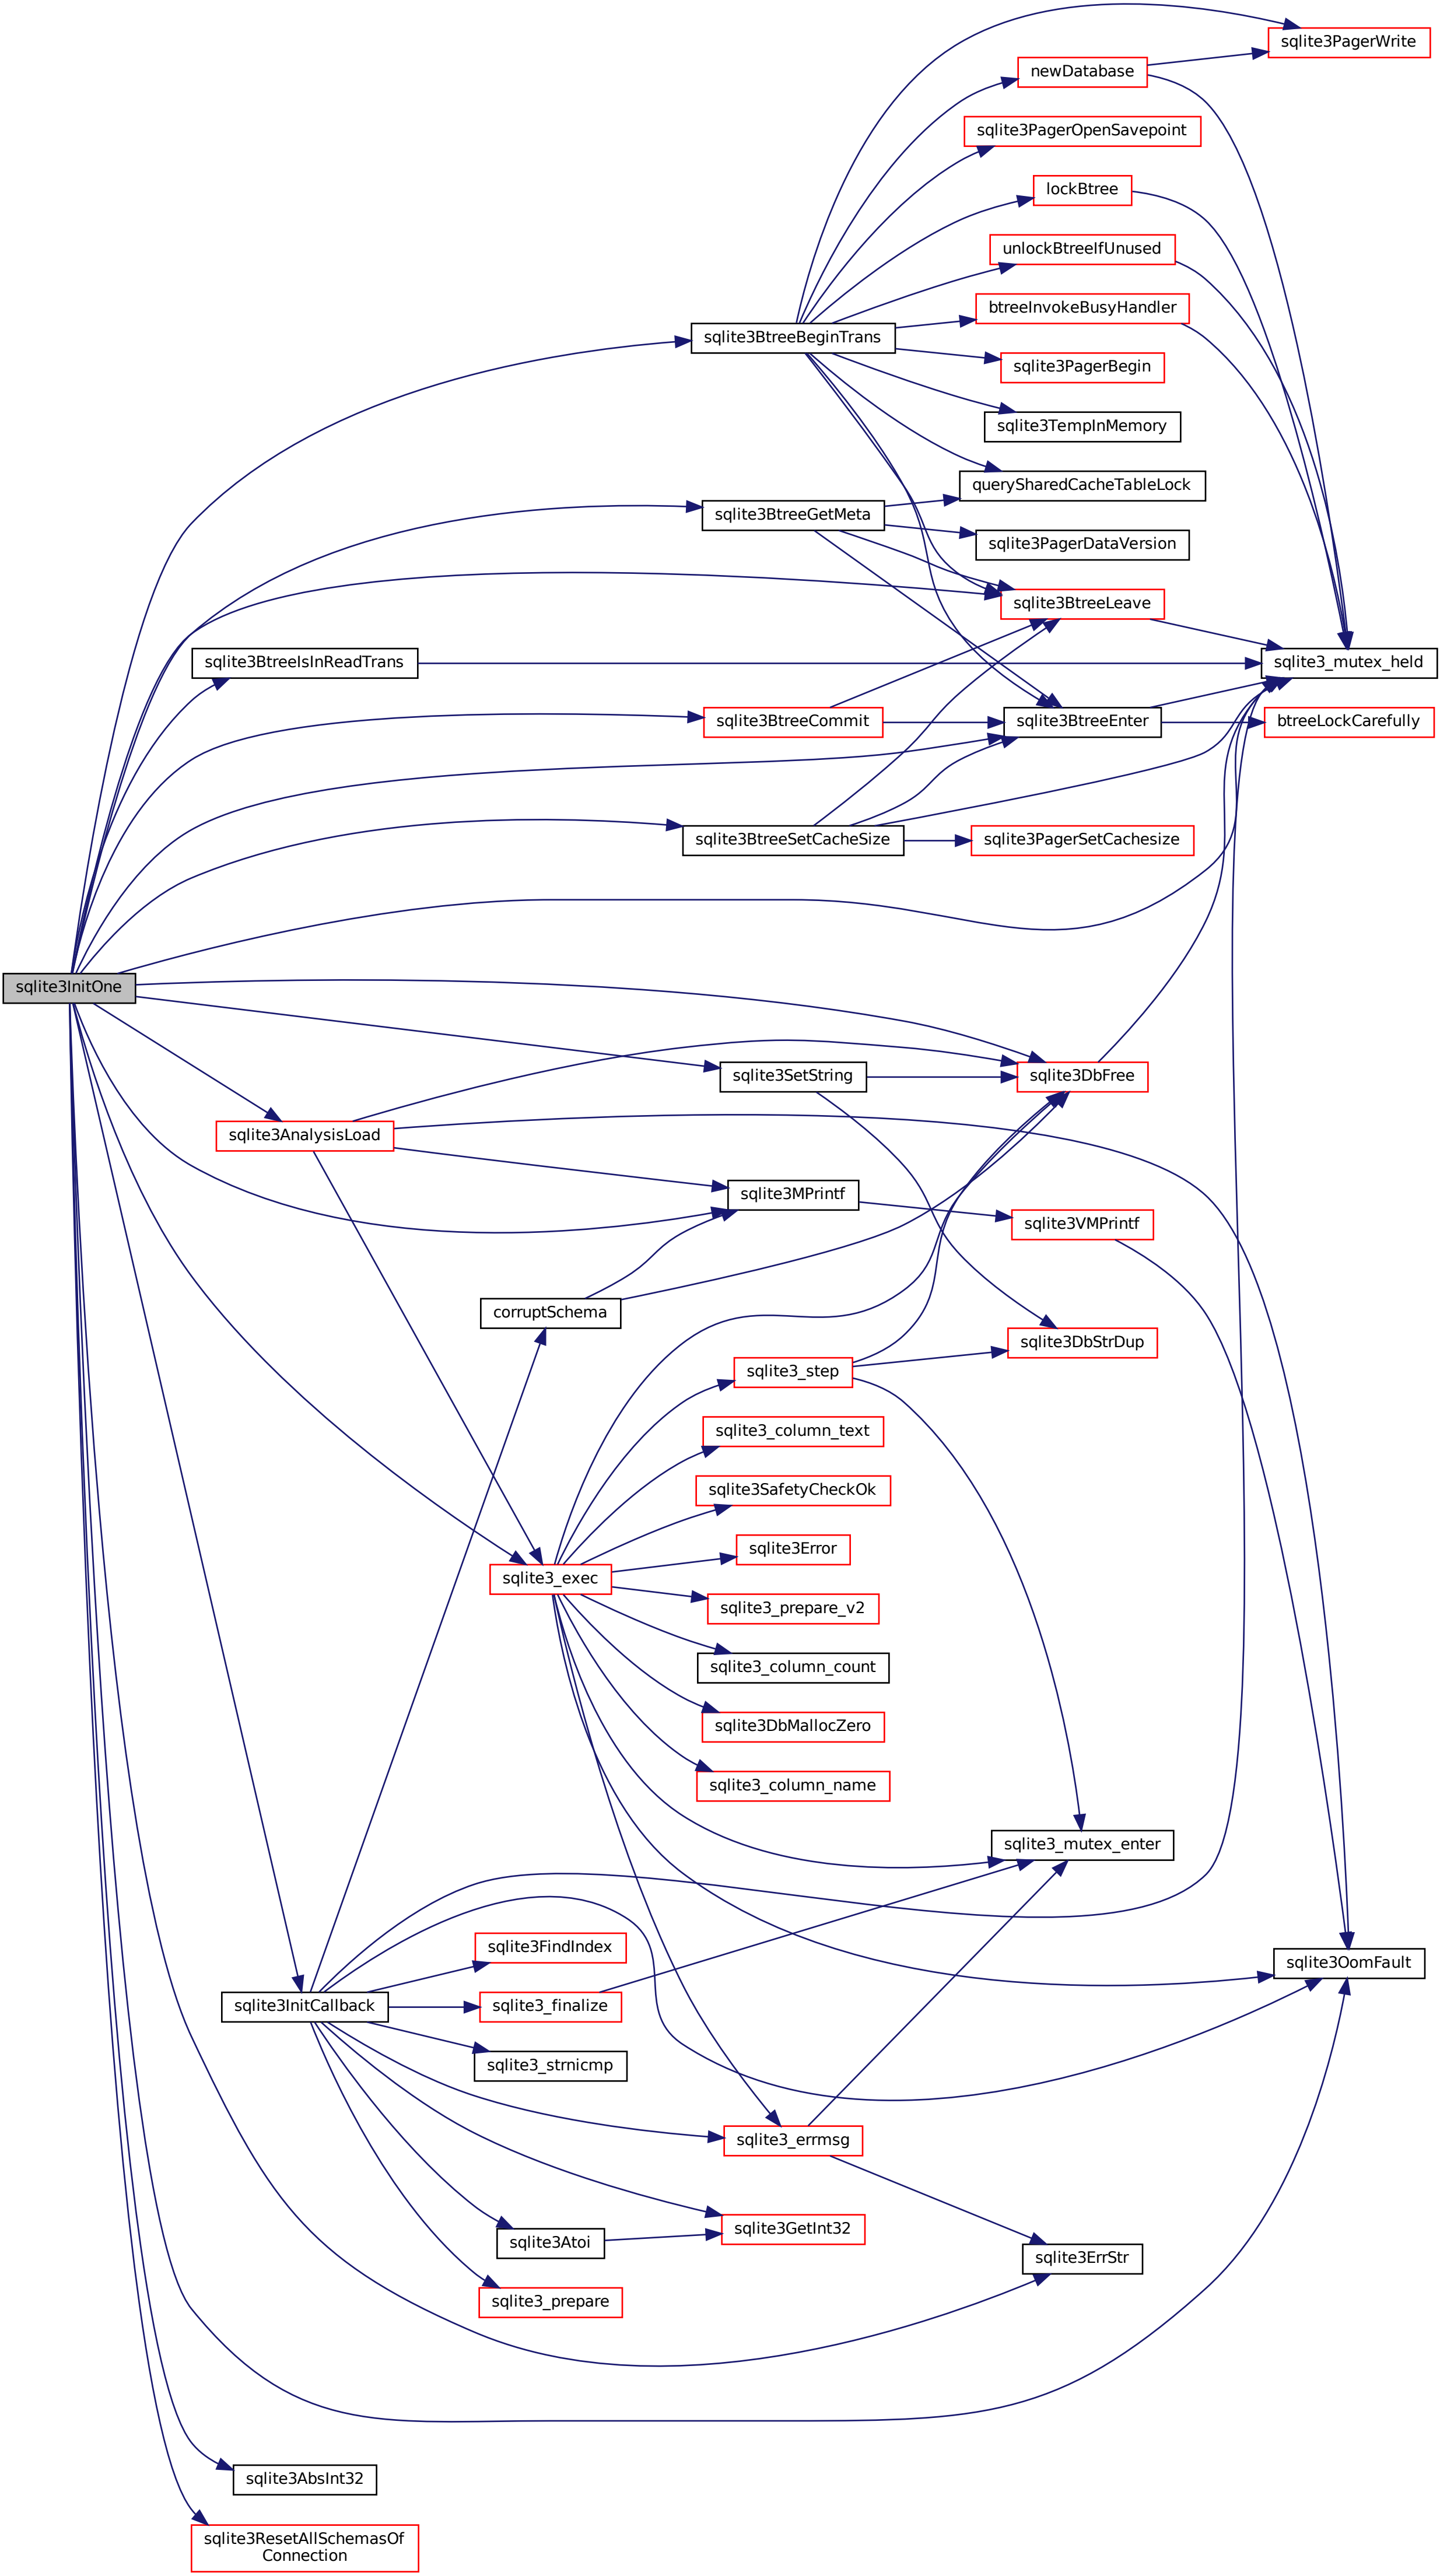 sqlite3PagerWrite
newDatabase
sqlite3PagerOpenSavepoint
lockBtree
unlockBtreeIfUnused
btreeInvokeBusyHandler
sqlite3BtreeBeginTrans
sqlite3PagerBegin
sqlite3TempInMemory
querySharedCacheTableLock
sqlite3BtreeGetMeta
sqlite3PagerDataVersion
sqlite3BtreeLeave
sqlite3BtreeIsInReadTrans
sqlite3_mutex_held
sqlite3BtreeCommit
sqlite3BtreeEnter
btreeLockCarefully
sqlite3BtreeSetCacheSize
sqlite3PagerSetCachesize
sqlite3InitOne
sqlite3SetString
sqlite3DbFree
sqlite3AnalysisLoad
sqlite3MPrintf
sqlite3VMPrintf
corruptSchema
sqlite3DbStrDup
sqlite3_step
sqlite3_column_text
sqlite3SafetyCheckOk
sqlite3Error
sqlite3_exec
sqlite3_prepare_v2
sqlite3_column_count
sqlite3DbMallocZero
sqlite3_column_name
sqlite3_mutex_enter
sqlite3FindIndex
sqlite3OomFault
sqlite3InitCallback
sqlite3_finalize
sqlite3_strnicmp
sqlite3_errmsg
sqlite3GetInt32
sqlite3Atoi
sqlite3ErrStr
sqlite3_prepare
sqlite3AbsInt32
sqlite3ResetAllSchemasOf
Connection